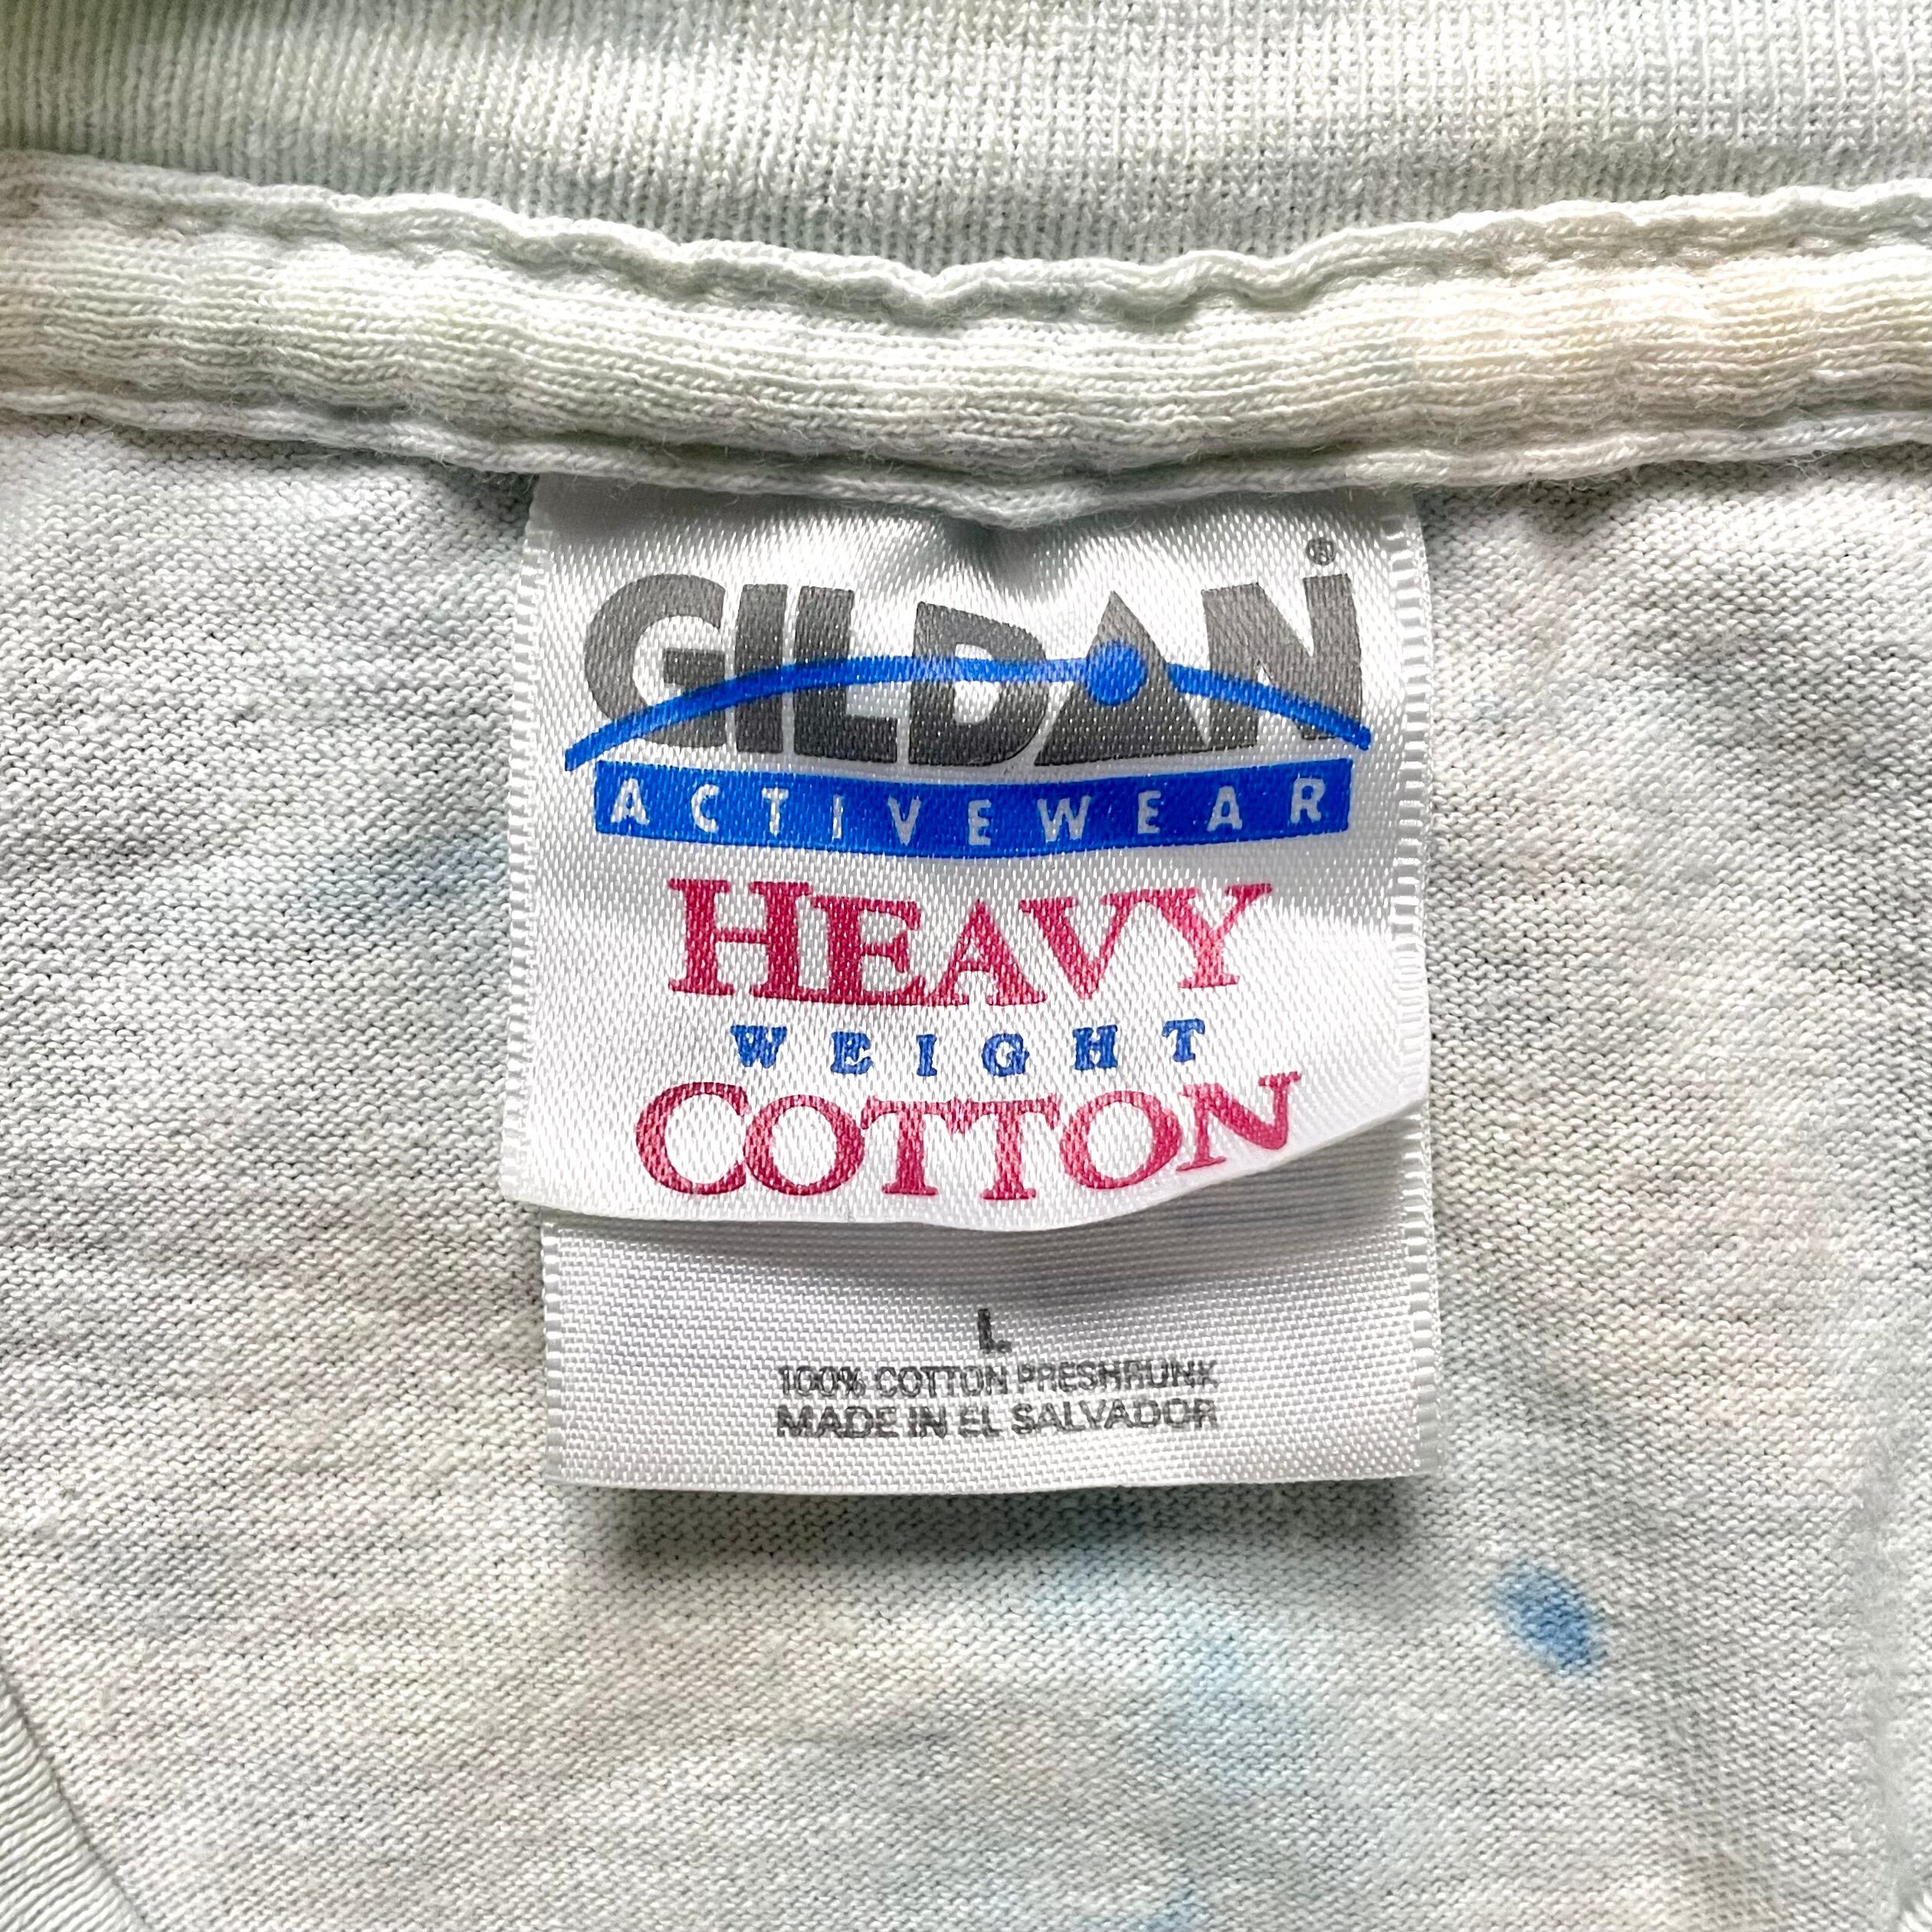 GILDAN®
ACTIVEWEAR
HEAVY
WEIGHT
COTTON
L
100% COTTON PRESHRUNK
MADE IN EL SALVADOR